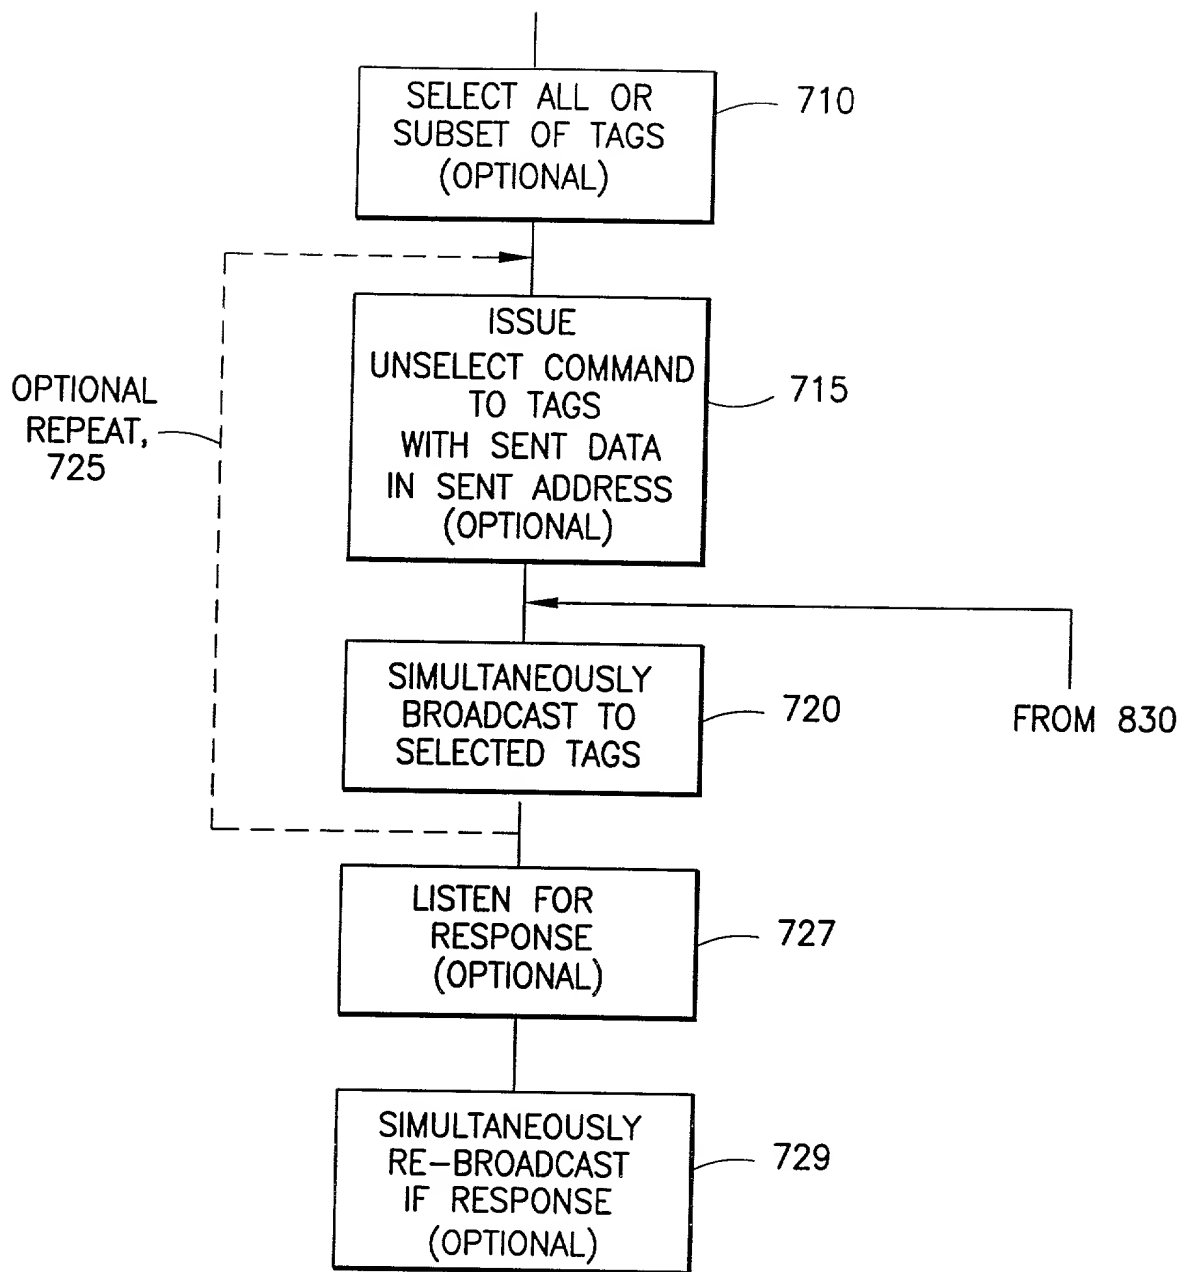 SELECT ALL OR
SUBSET OF TAGS
(OPTIONAL)
710
ISSUE
UNSELECT COMMAND
TO TAGS
WITH SENT DATA
IN SENT ADDRESS
(OPTIONAL)
715
OPTIONAL
REPEAT,
725
SIMULTANEOUSLY
BROADCAST TO
SELECTED TAGS
720
FROM 830
LISTEN FOR
RESPONSE
(OPTIONAL)
727
SIMULTANEOUSLY
RE-BROADCAST
IF RESPONSE
(OPTIONAL)
729